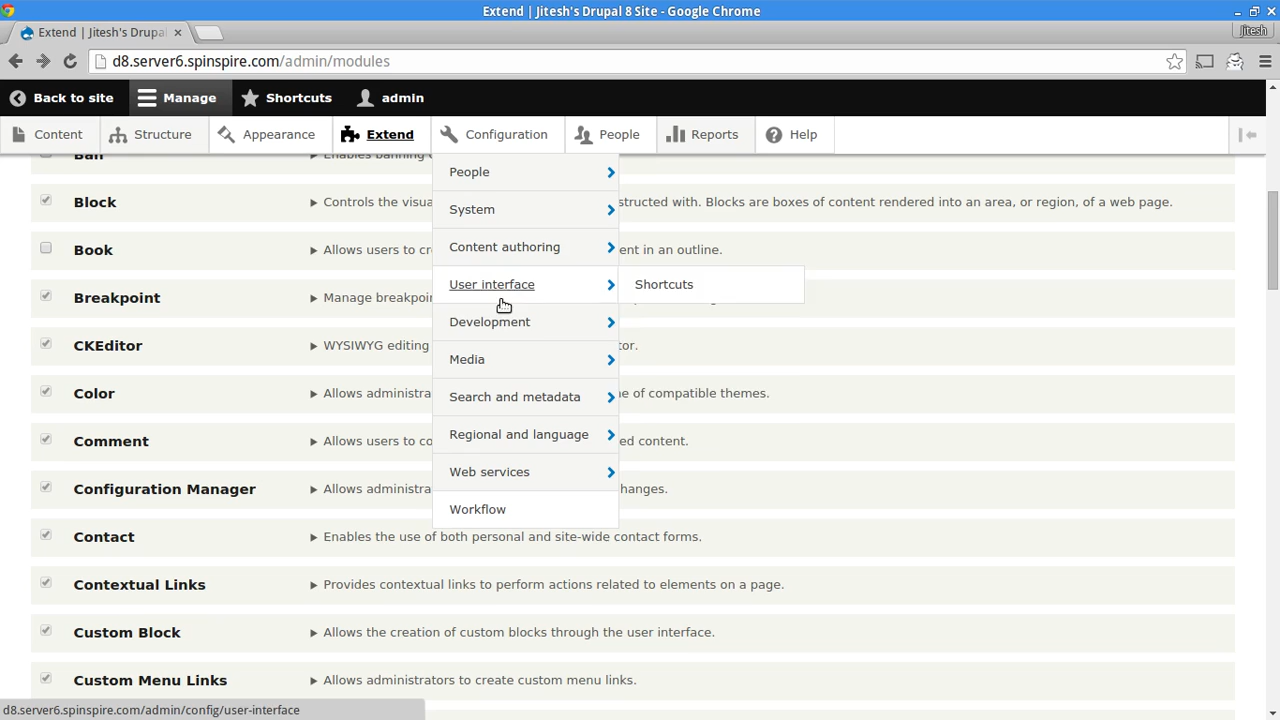 Extend | Jitesh's Drupal 8 Site - Google Chrome
Extend | Jitesh's Drupal
jitesh
d8.server6.spinspire.com/admin/modules
Back to site Manage Shortcuts admin
Content Structure Appearance Extend Configuration People Reports Help
Ban Enables banning
People
System
Content authoring
User interface
Shortcuts
Development
Media
Search and metadata
Regional and language
Web services
Workflow
Block Controls the visua structed with. Blocks are boxes of content rendered into an area, or region, of a web page.
Book Allows users to cr ent in an outline.
Breakpoint Manage breakpoi
CKEditor WYSIWYG editing tor.
Color Allows administra e of compatible themes.
Comment Allows users to co ed content.
Configuration Manager Allows administra hanges.
Contact Enables the use of both personal and site-wide contact forms.
Contextual Links Provides contextual links to perform actions related to elements on a page.
Custom Block Allows the creation of custom blocks through the user interface.
Custom Menu Links Allows administrators to create custom menu links.
d8.server6.spinspire.com/admin/config/user-interface